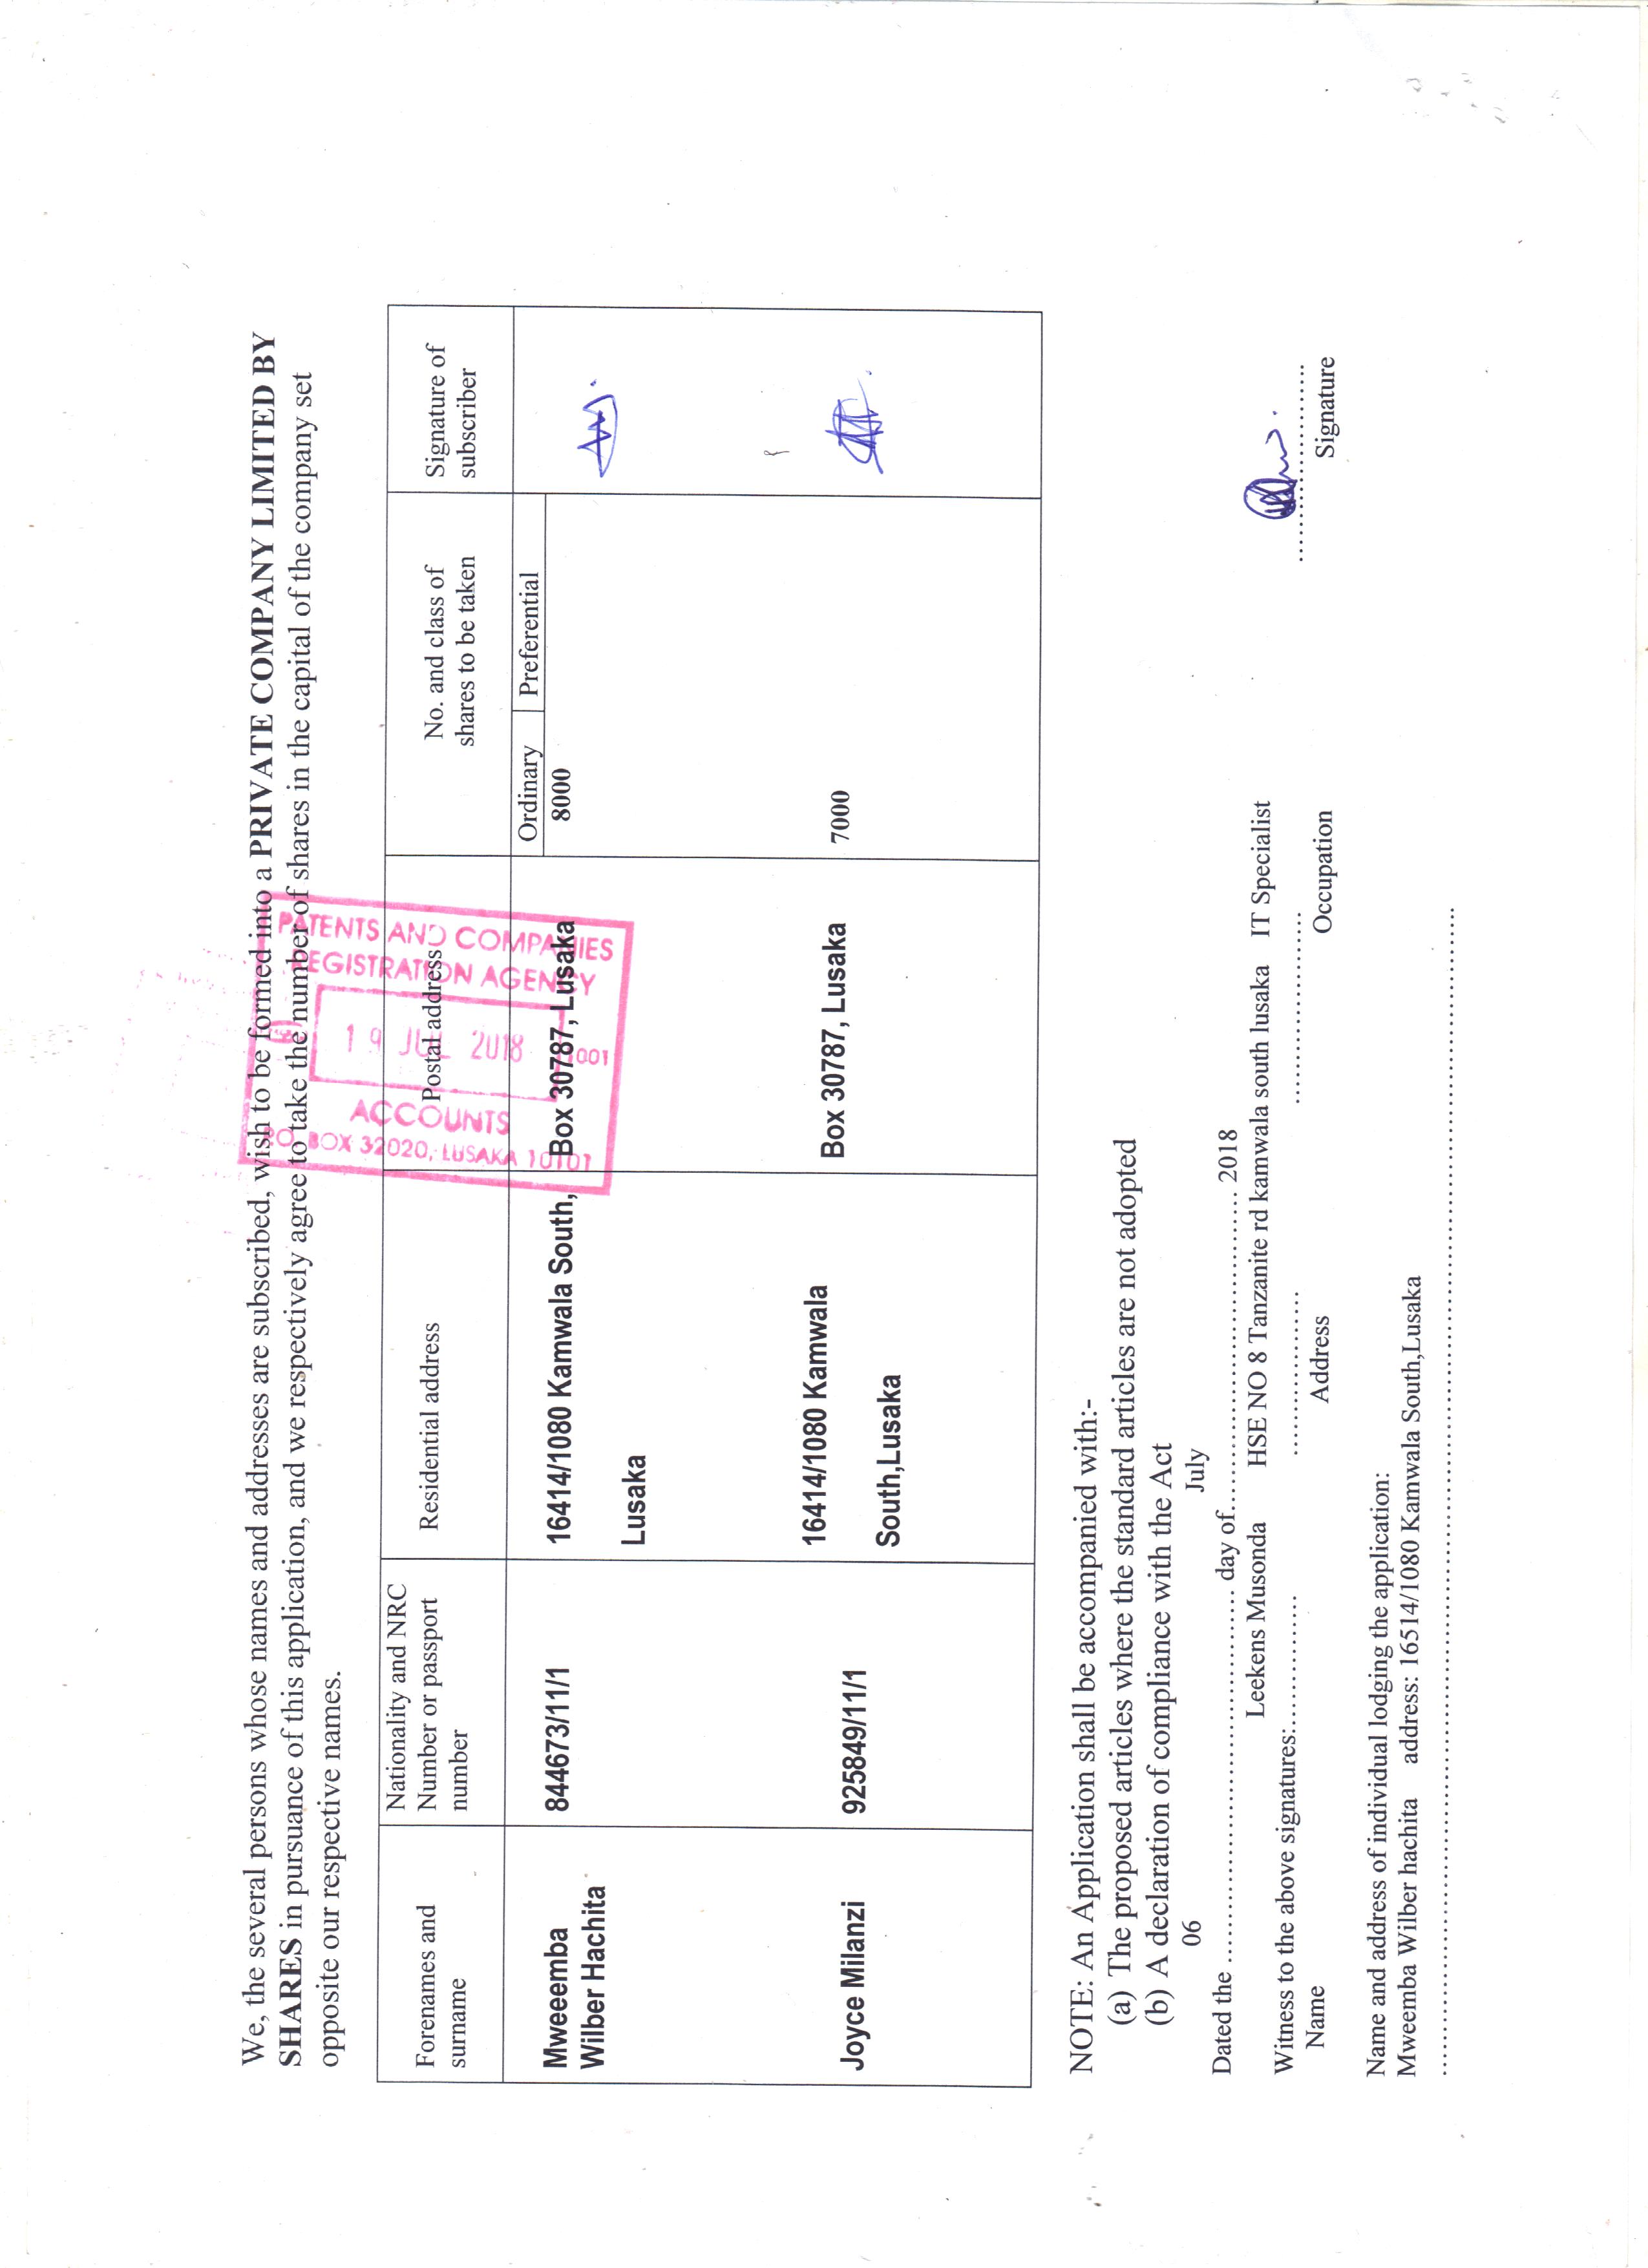 We, the several persons whose names and addresses are subscribed, wish to be formed into a PRIVATE COMPANY LIMITED BY
SHARES in pursuance of this application, and we respectively agree to take the number of shares in the capital of the company set
opposite our respective names.
PATENTS AND COMPANIES
REGISTRATION AGENCY
19 JUL 2018
001
ACCOUNTS
P.O. BOX 32020, LUSAKA 10101
Forenames and
surname
Nationality and NRC
Number or passport
number
Residential address
Postal address
No. and class of
shares to be taken
Signature of
subscriber
Ordinary
Preferential
Mweeemba
Wilber Hachita
844673/11/1
16414/1080 Kamwala South,
Lusaka
Box 30787, Lusaka
8000
Joyce Milanzi
925849/11/1
16414/1080 Kamwala
South,Lusaka
Box 30787, Lusaka
7000
NOTE: An Application shall be accompanied with:-
(a) The proposed articles where the standard articles are not adopted
(b) A declaration of compliance with the Act
06 July
Dated the ........................................ day of........................................ 2018
Leekens Musonda HSE NO 8 Tanzanite rd kamwala south lusaka IT Specialist
Witness to the above signatures:............... .................... ....................... ........................
Name Address Occupation Signature
Name and address of individual lodging the application:
Mweemba Wilber hachita address: 16514/1080 Kamwala South,Lusaka